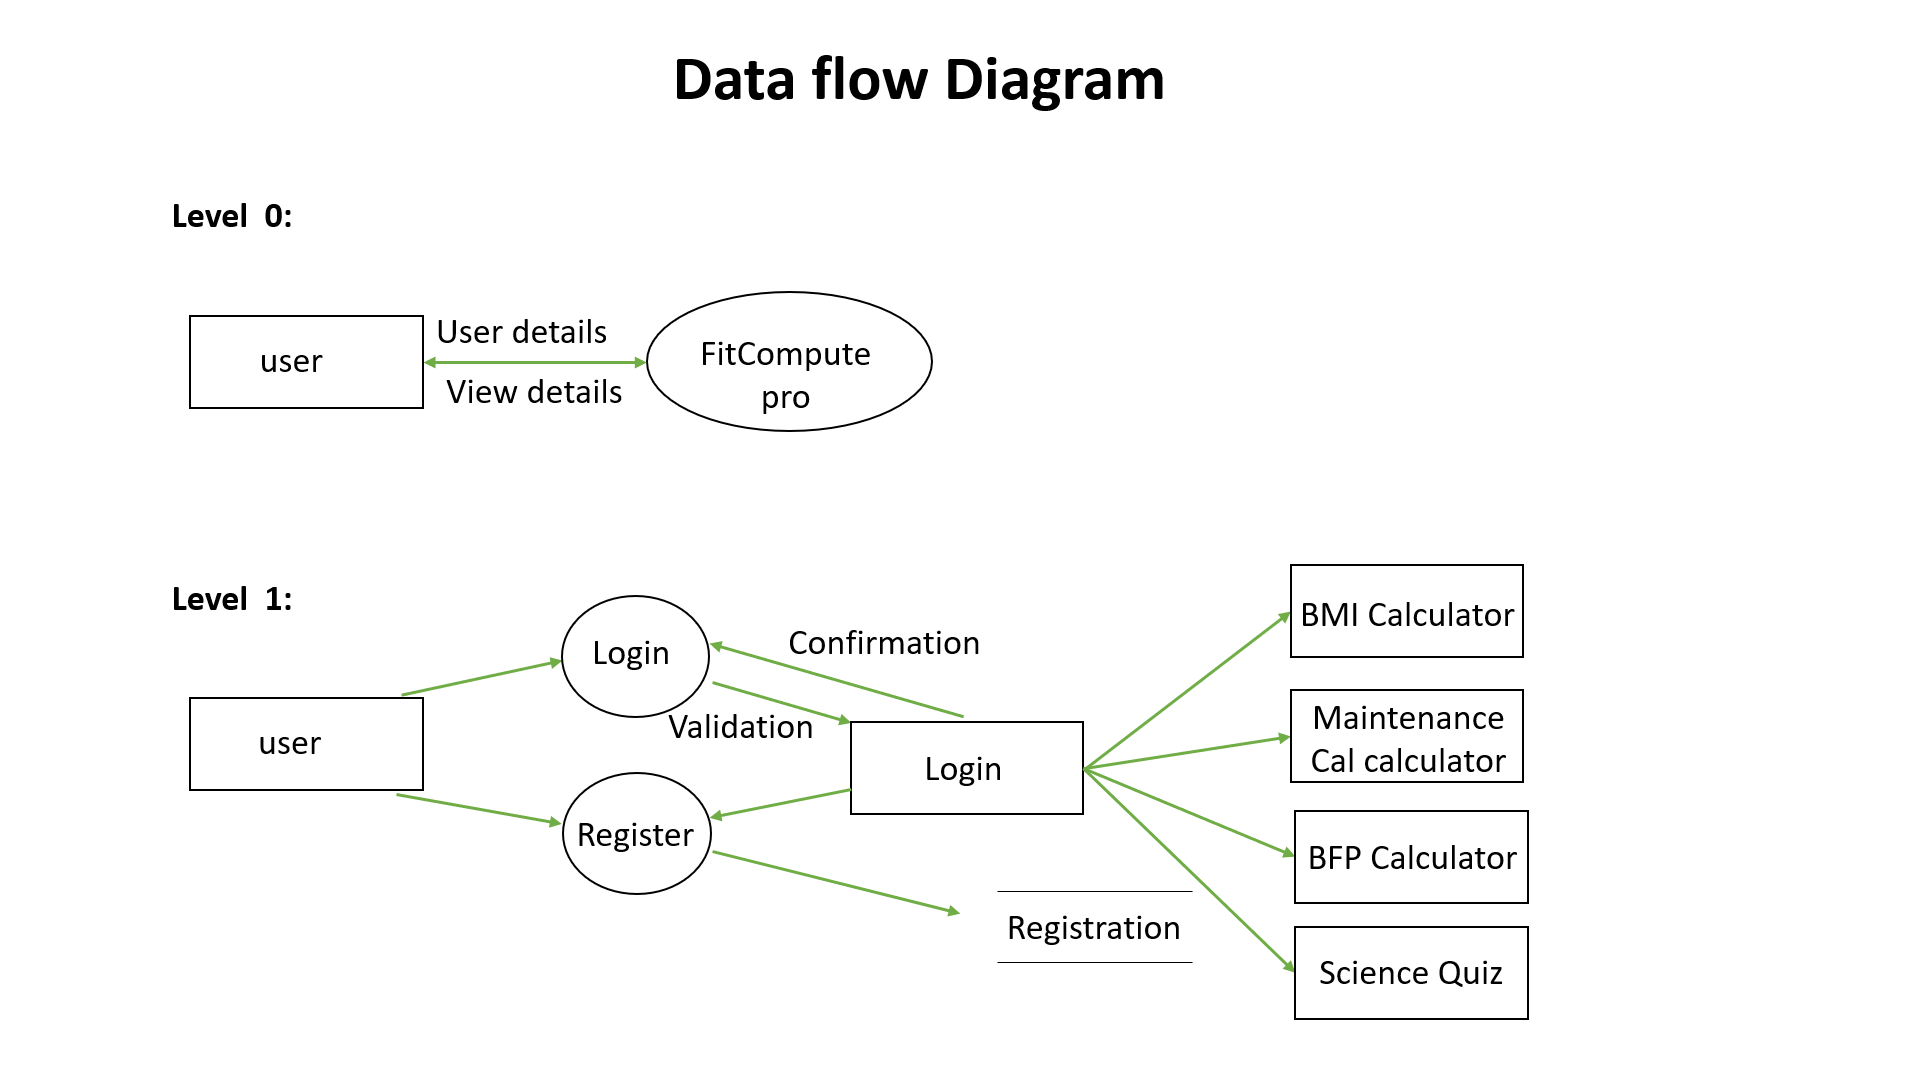 Data flow Diagram
Level 0:
user
User details
View details
FitCompute
pro
Level 1:
user
Login
Confirmation
Validation
Register
Login
Registration
BMI Calculator
Maintenance
Cal calculator
BFP Calculator
Science Quiz